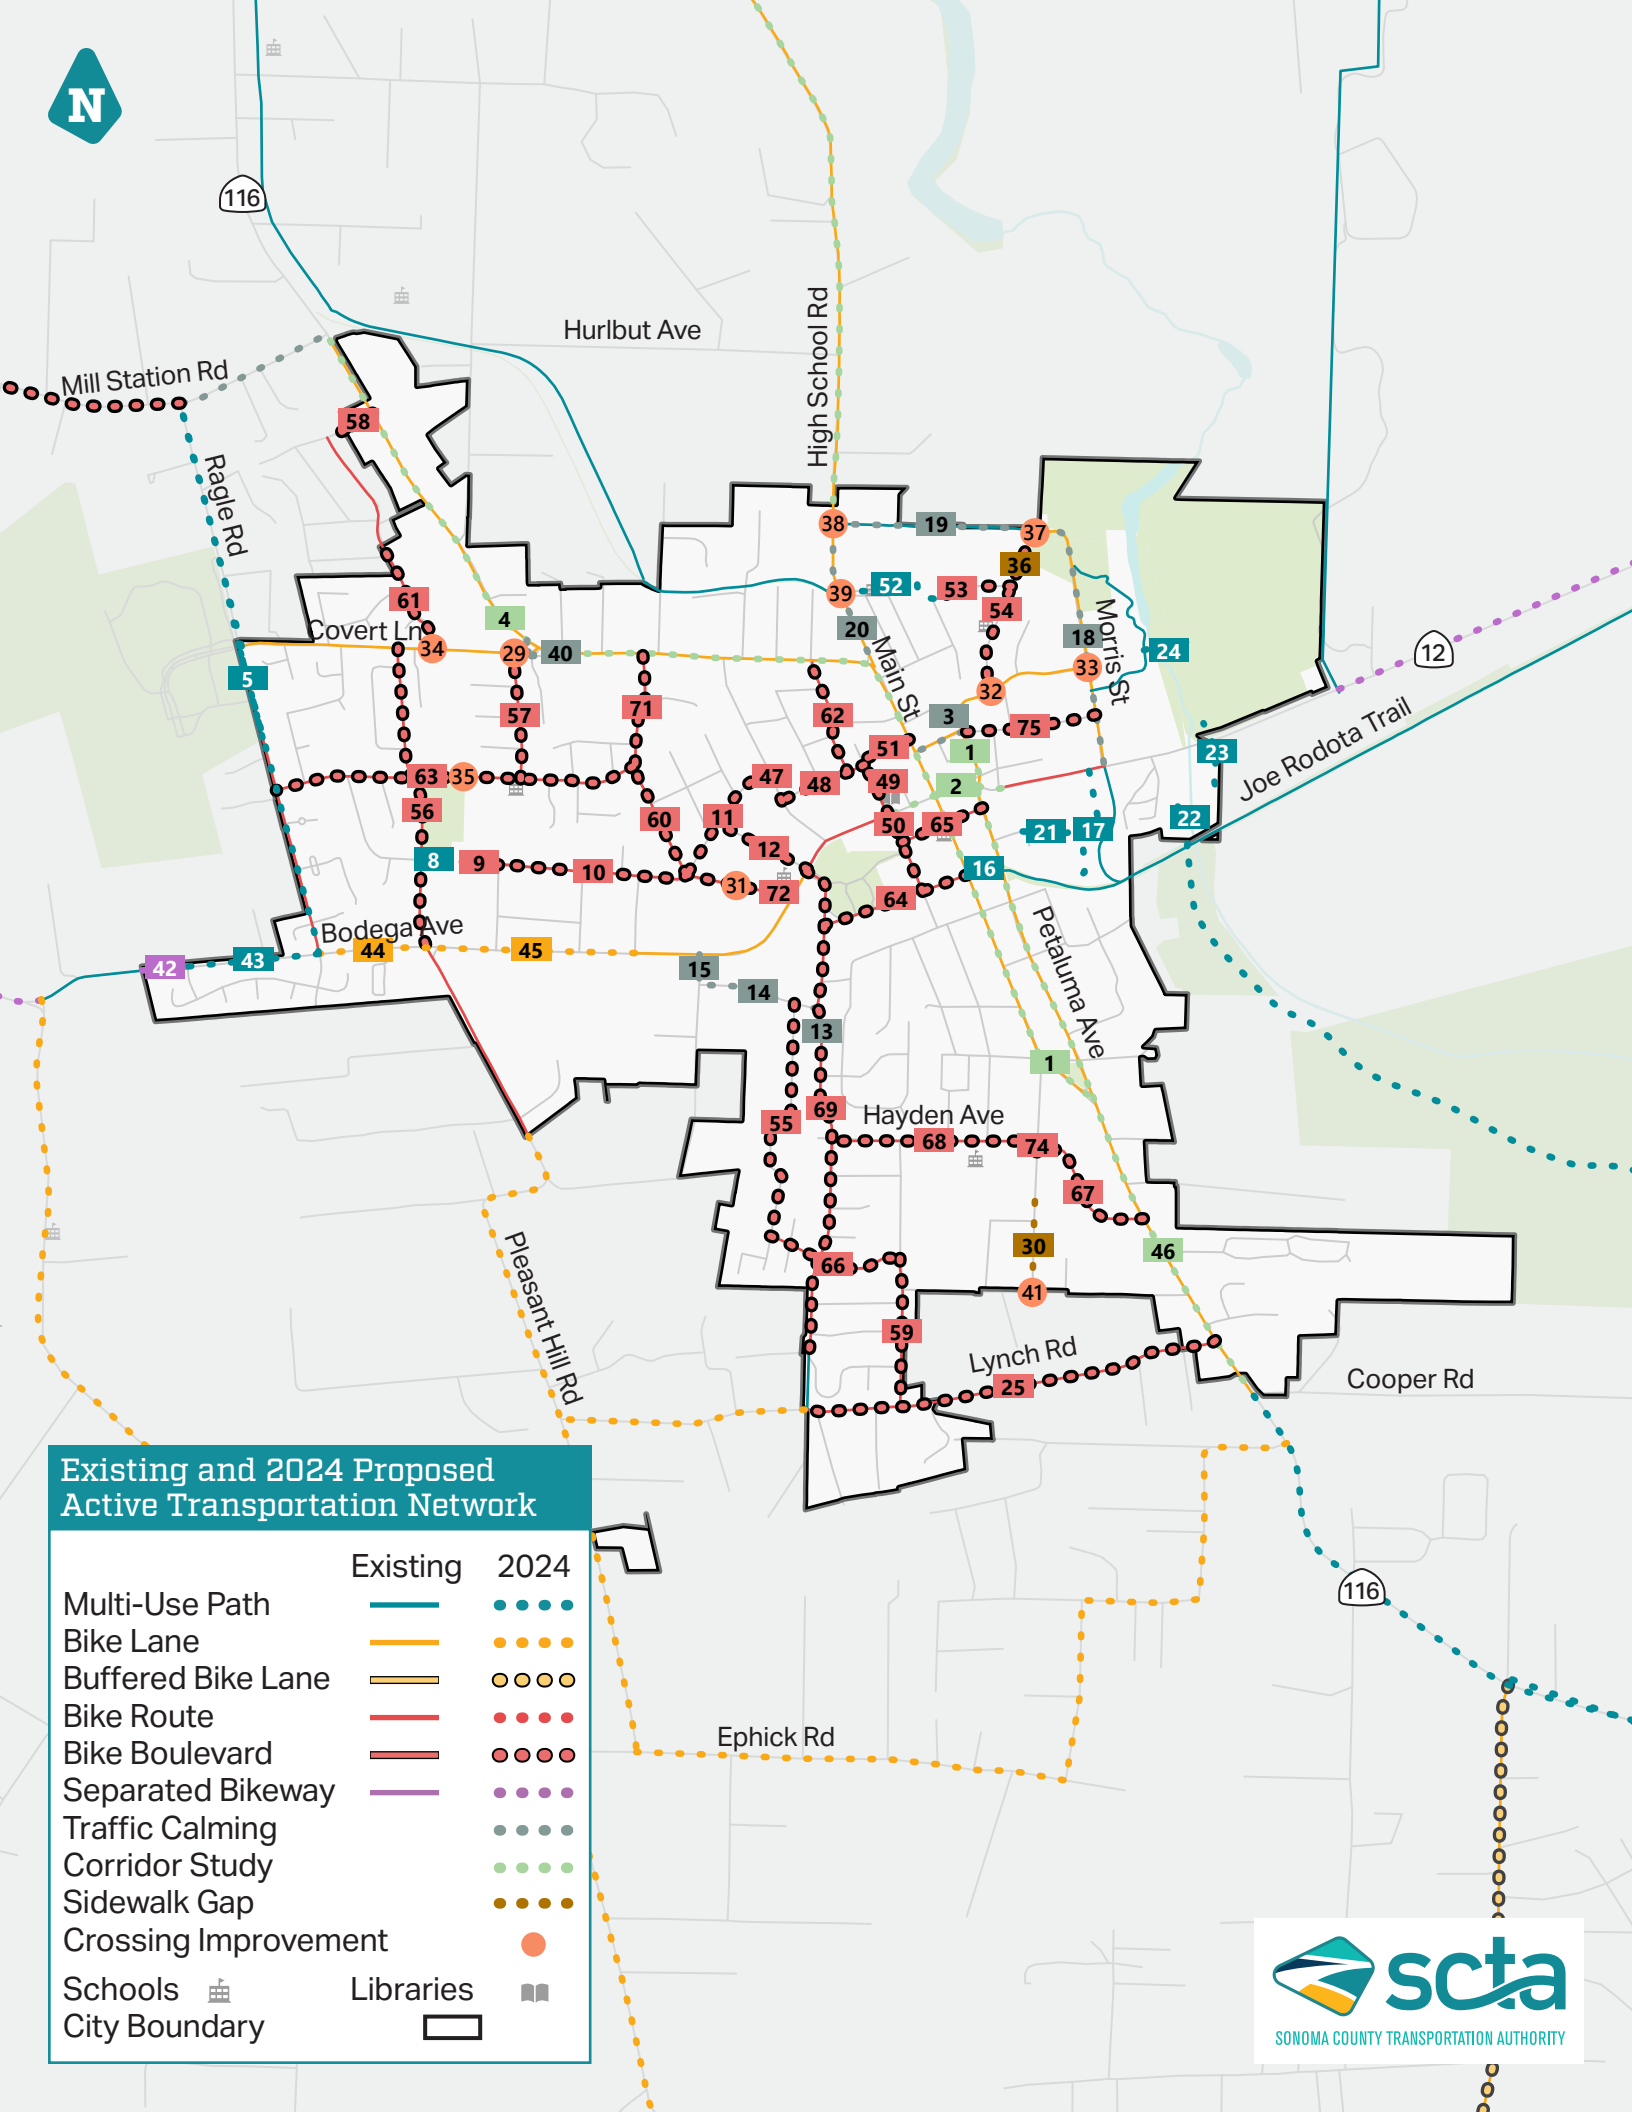 N
116
Hurlbut Ave
High School Rd
Mill Station Rd
58
Ragle Rd
38
19
37
36
39
52
53
54
61
4
20
Covert Ln
34
29
40
18
Morris St
24
33
12
5
32
Main St
57
71
62
3
75
51
1
23
Joe Rodota Trail
63
35
47
48
49
2
56
60
11
50
65
21
17
22
8
9
10
12
31
72
16
64
Bodega Ave
42
43
44
45
15
14
13
Petaluma Ave
1
55
69
Hayden Ave
68
74
67
46
30
66
41
Pleasant Hill Rd
59
Lynch Rd
25
Cooper Rd
116
Ephick Rd
Existing and 2024 Proposed
Active Transportation Network
Existing 2024
Multi-Use Path
Bike Lane
Buffered Bike Lane
Bike Route
Bike Boulevard
Separated Bikeway
Traffic Calming
Corridor Study
Sidewalk Gap
Crossing Improvement
Schools Libraries
City Boundary
scta
SONOMA COUNTY TRANSPORTATION AUTHORITY